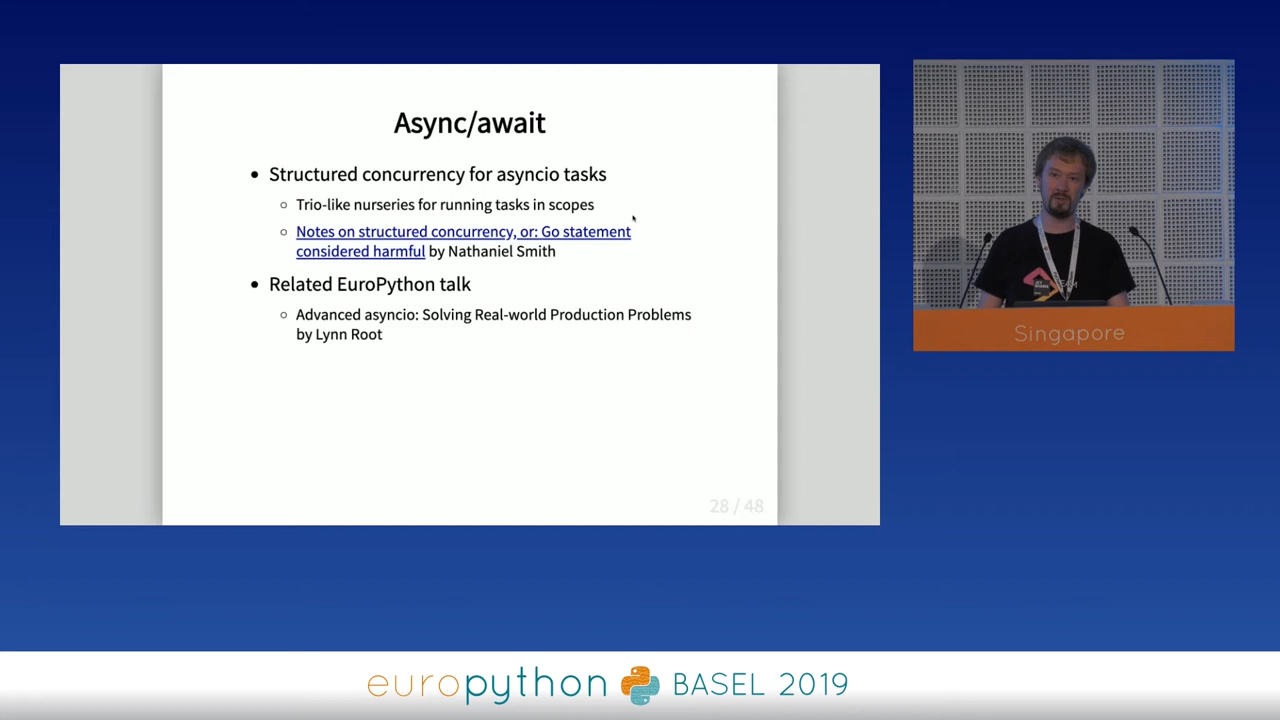 Async/await
• Structured concurrency for asyncio tasks
○ Trio-like nurseries for running tasks in scopes
○ Notes on structured concurrency, or: Go statement
considered harmful by Nathaniel Smith
• Related EuroPython talk
○ Advanced asyncio: Solving Real-world Production Problems
by Lynn Root
28 / 48
Singapore
europython BASEL 2019